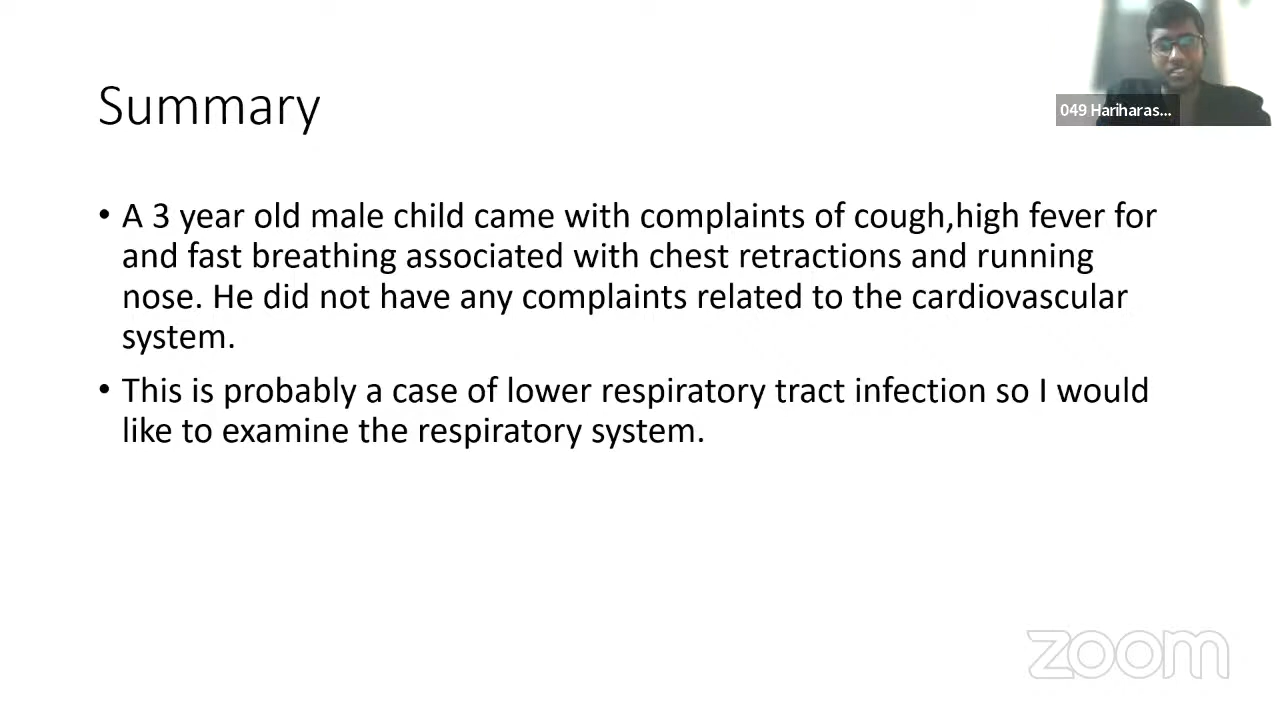 Summary
049 Hariharas...
• A 3 year old male child came with complaints of cough,high fever for
and fast breathing associated with chest retractions and running
nose. He did not have any complaints related to the cardiovascular
system.
• This is probably a case of lower respiratory tract infection so I would
like to examine the respiratory system.
zoom